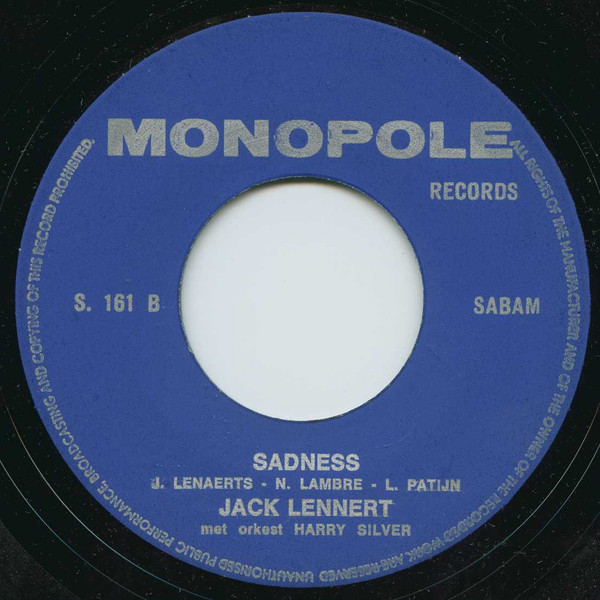 MONOPOLE
RECORDS
S. 161 B
SABAM
SADNESS
J. LENAERTS - N. LAMBRE - L. PATIJN
JACK LENNERT
met orkest HARRY SILVER
ALL RIGHTS OF THE MANUFACTURER AND OF THE OWNER OF THE RECORDED WORK ARE RESERVED UNAUTHORISED PUBLIC PERFORMANCE, BROADCASTING AND COPYING OF THIS RECORD PROHIBITED.